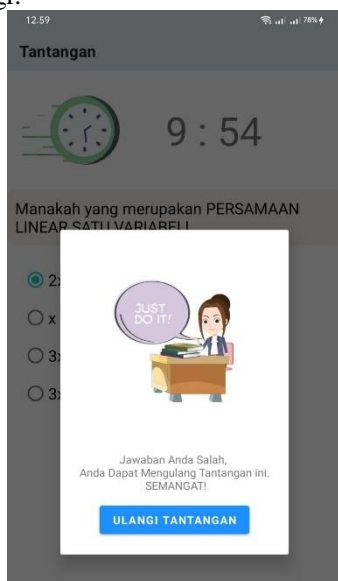 12.59
78%
Tantangan
9 : 54
Manakah yang merupakan PERSAMAAN
LINEAR SATU VARIABEL!
2x
x
3x
3x
JUST
DO IT!
Jawaban Anda Salah,
Anda Dapat Mengulang Tantangan ini.
SEMANGAT!
ULANGI TANTANGAN